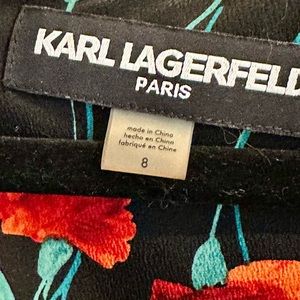 KARL LAGERFELD
PARIS
made in China
hecho en China
fabriqué en Chine
8